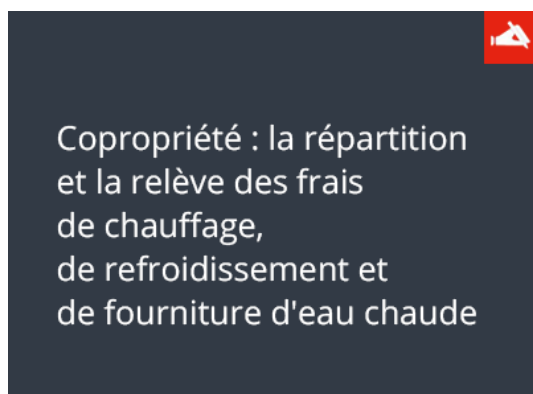 Copropriété : la répartition
et la relève des frais
de chauffage,
de refroidissement et
de fourniture d'eau chaude